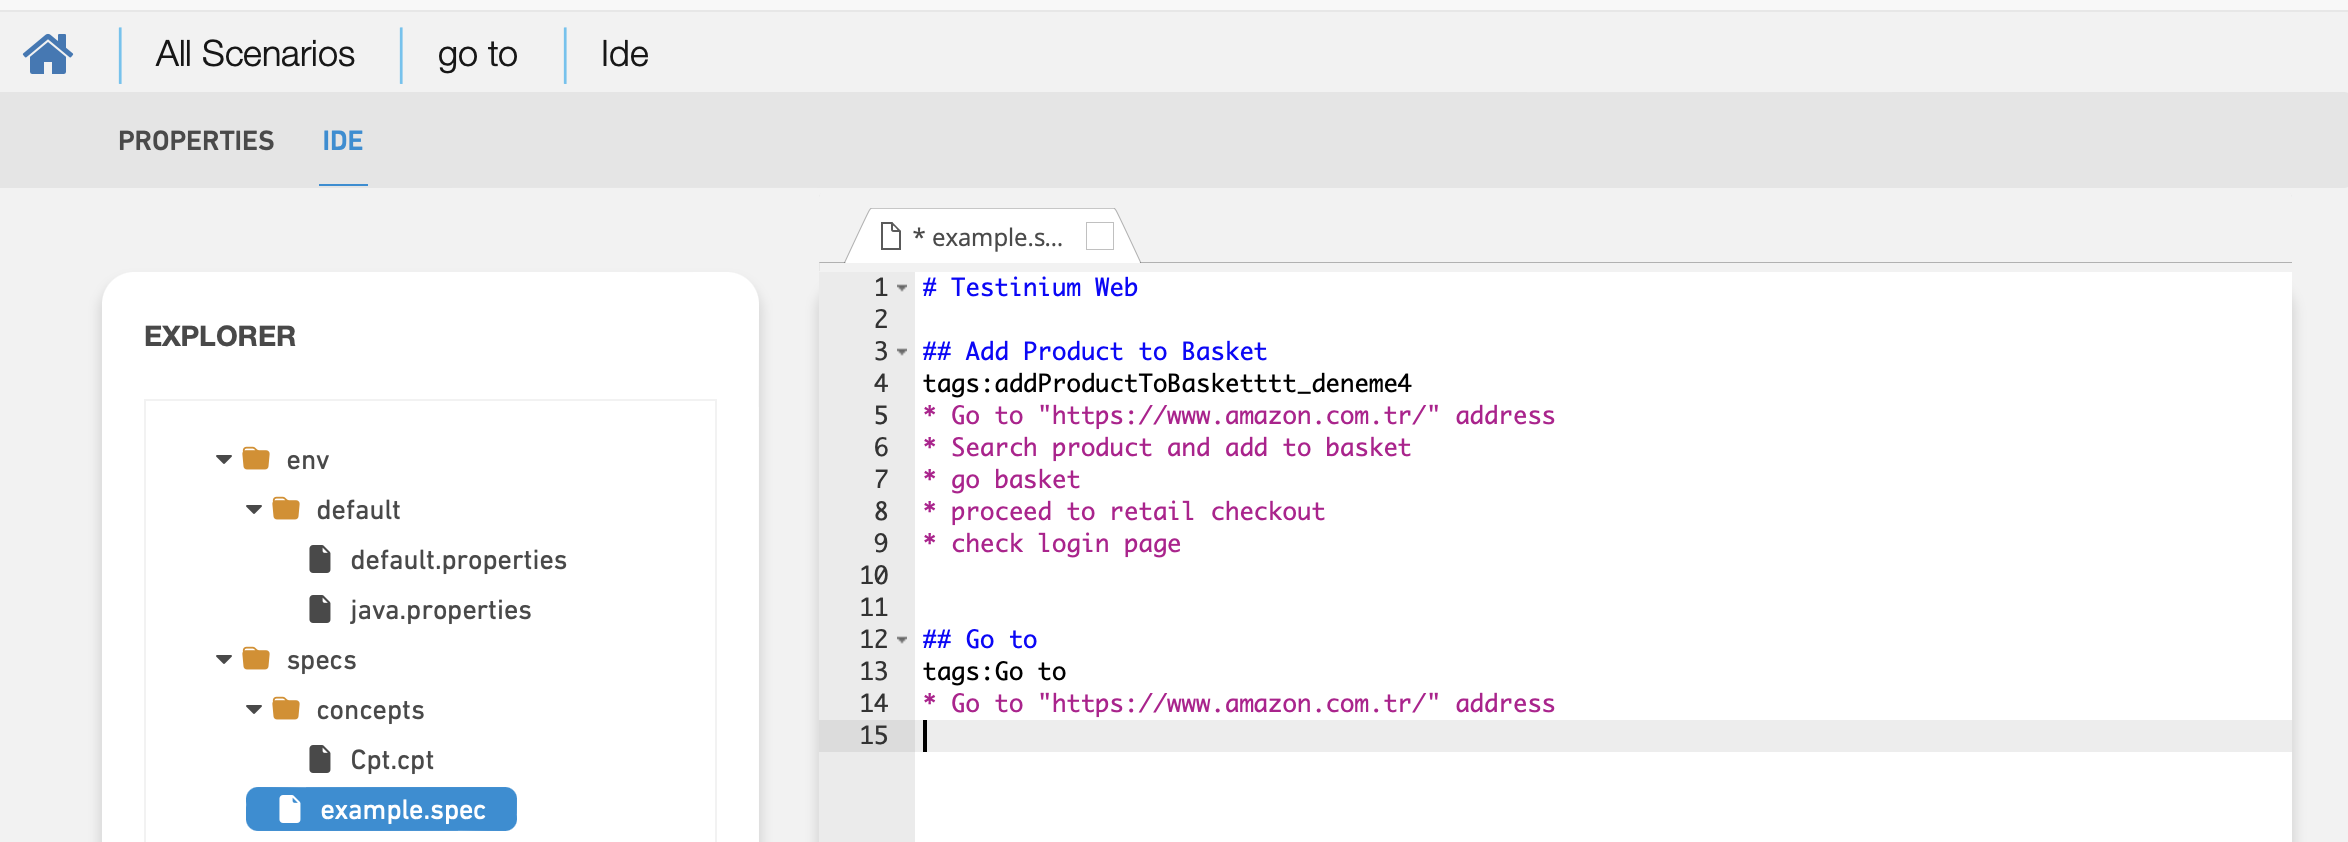 All Scenarios
go to
Ide
PROPERTIES
IDE
EXPLORER
env
default
default.properties
java.properties
specs
concepts
Cpt.cpt
example.spec
* example.s...
1 # Testinium Web
2
3 ## Add Product to Basket
4 tags:addProductToBasketttt_deneme4
5 * Go to "https://www.amazon.com.tr/" address
6 * Search product and add to basket
7 * go basket
8 * proceed to retail checkout
9 * check login page
10
11
12 ## Go to
13 tags:Go to
14 * Go to "https://www.amazon.com.tr/" address
15